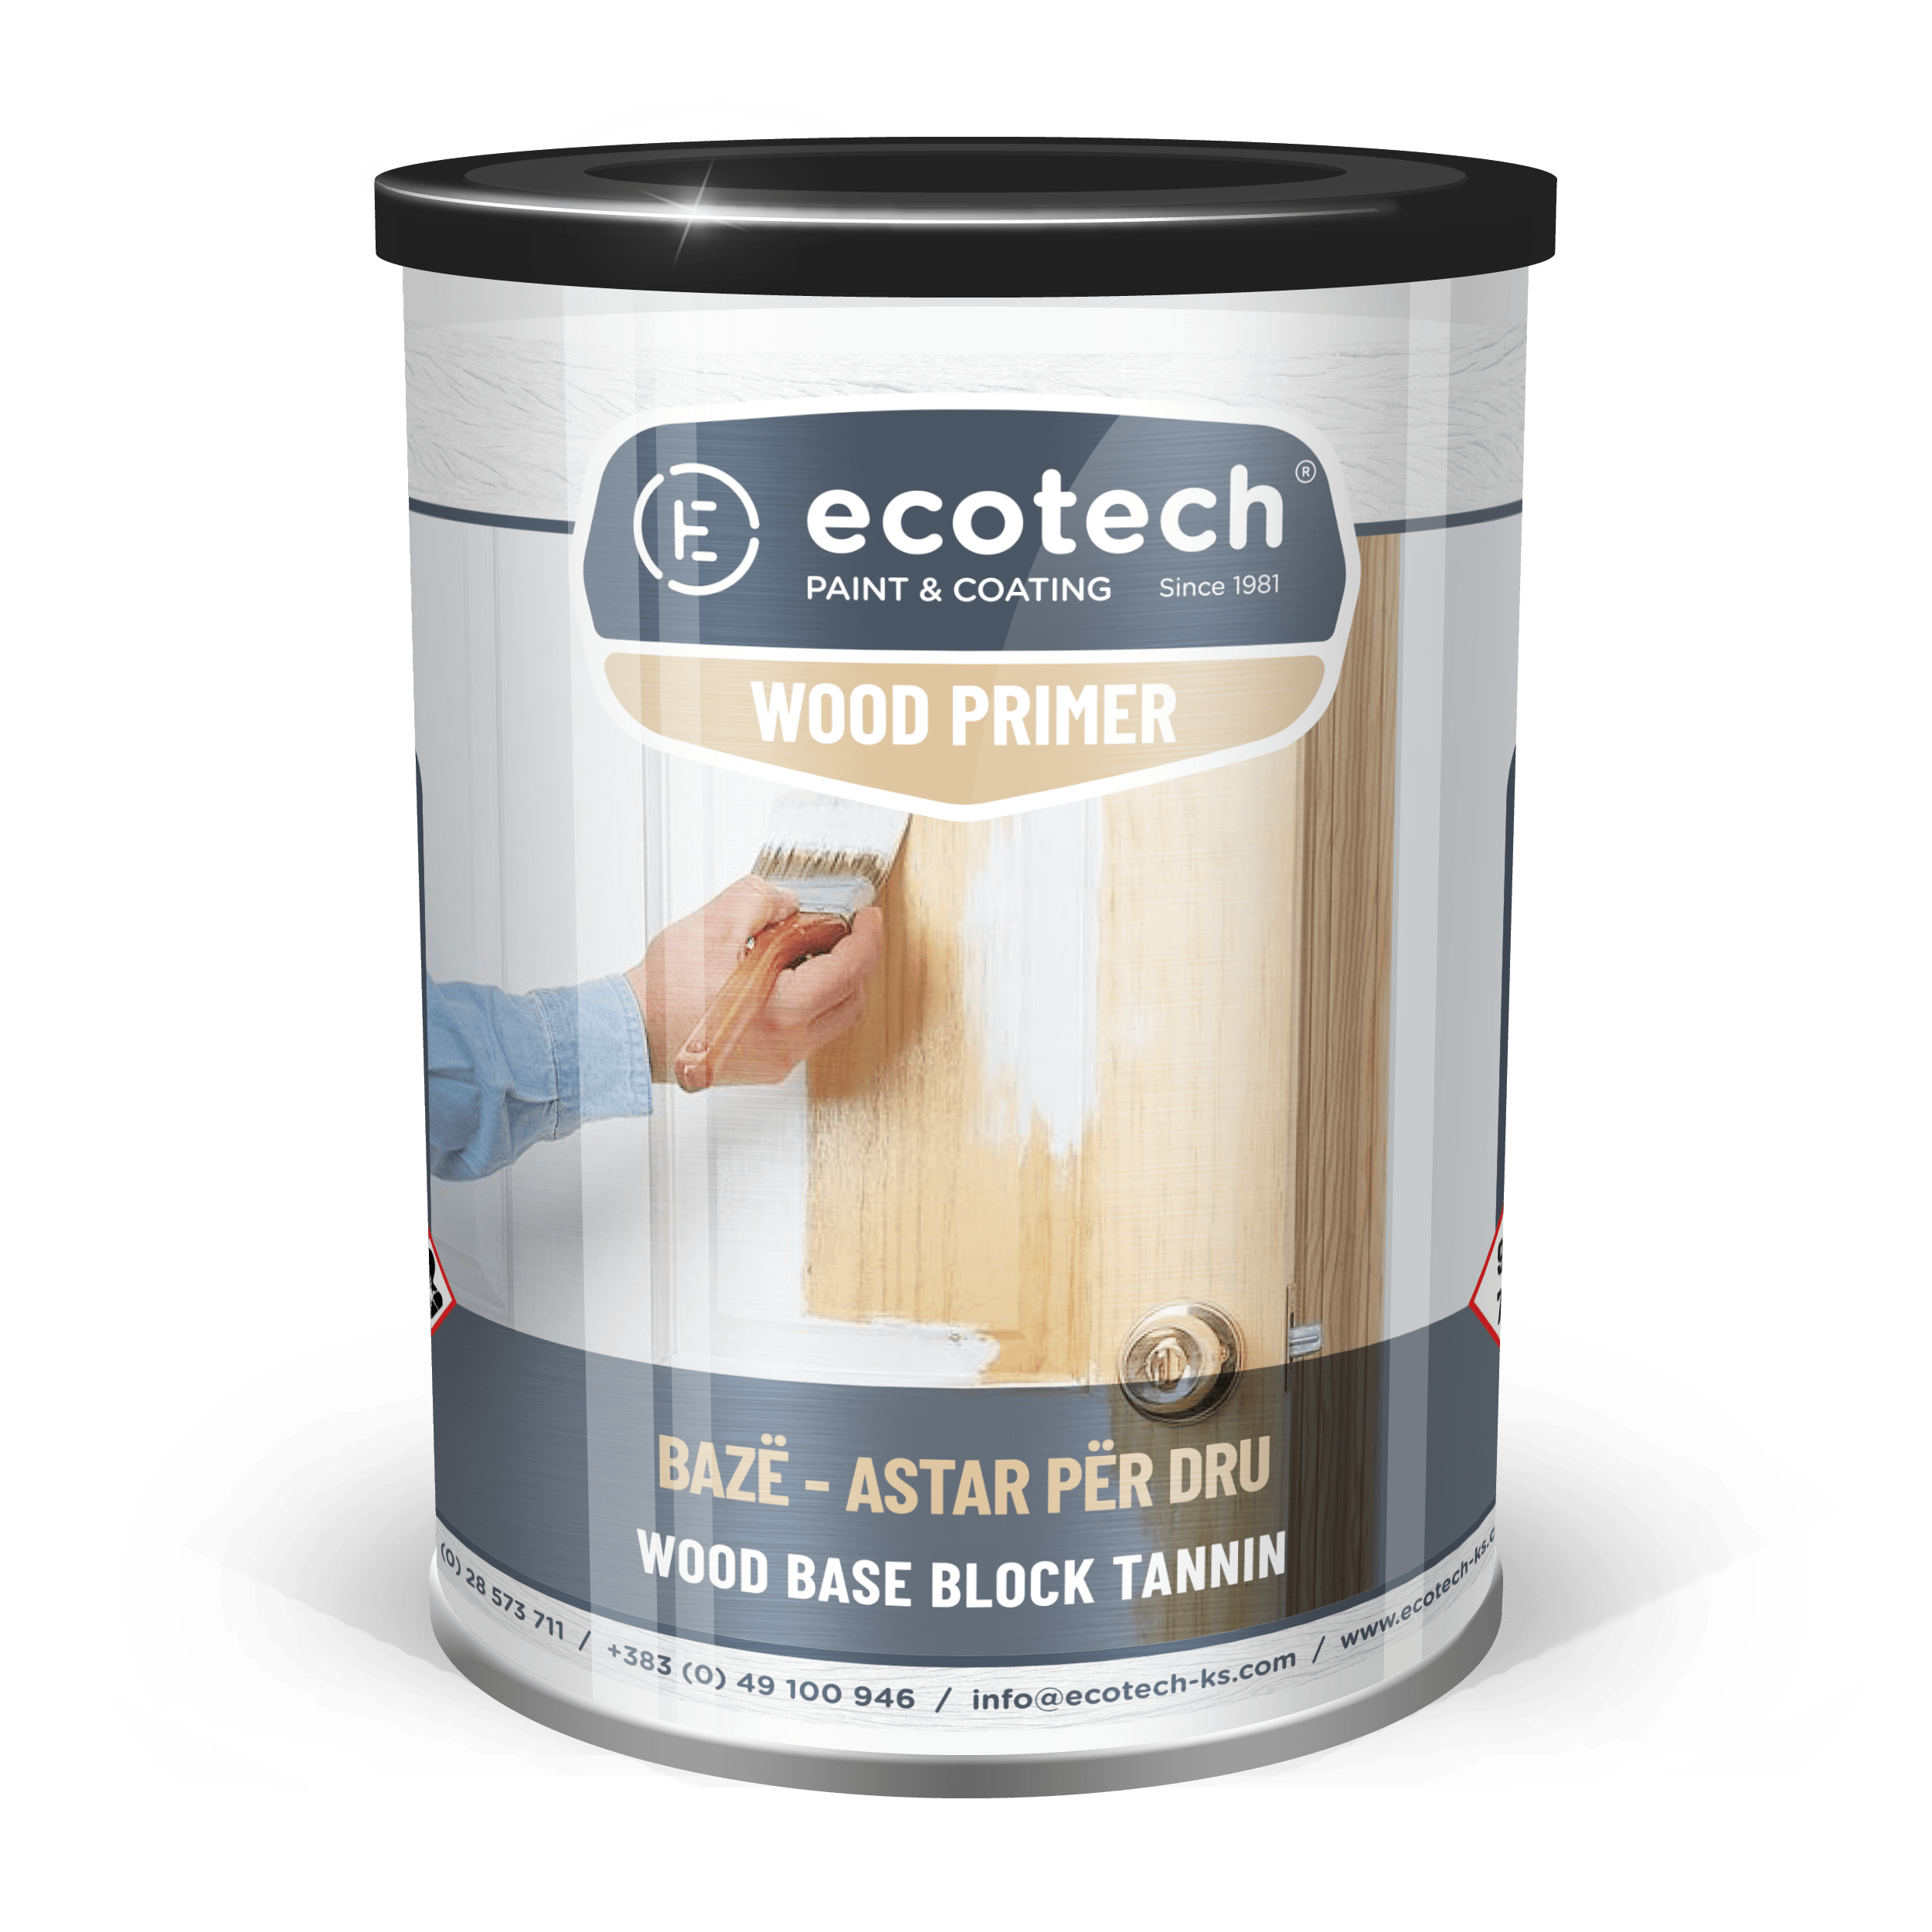 E ecotech®
PAINT & COATING Since 1981
WOOD PRIMER
BAZË - ASTAR PËR DRU
WOOD BASE BLOCK TANNIN
(0) 28 573 711 / +383 (0) 49 100 946 / info@ecotech-ks.com / www.ecotech-ks.c